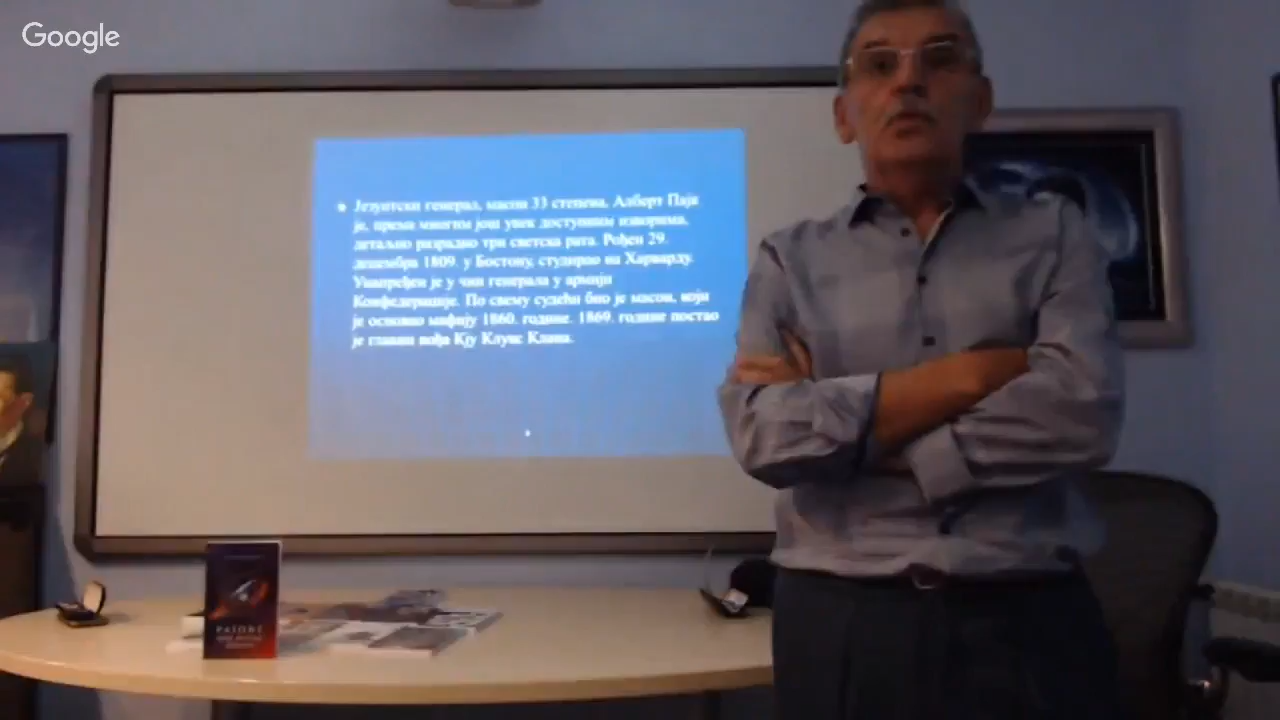 Google
Језуитски генерал, масон 33 степена, Алберт Пајк
је, према многим још увек доступним изворима,
детаљно разрадио три светска рата. Рођен 29.
децембра 1809. у Бостону, студирао на Харварду.
Унапређен је у чин генерала у армији
Конфедерације. По свему судећи био је масон, који
је основао мафију 1860. године. 1869. године постао
је главни вођа Кју Клукс Клана.